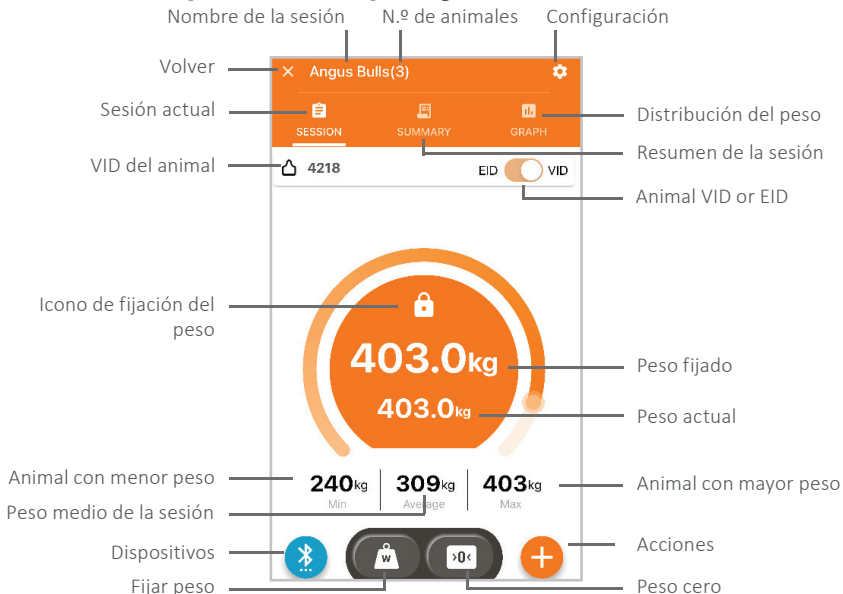 Nombre de la sesión N.º de animales Configuración
Volver
Angus Bulls(3)
Sesión actual
SESSION SUMMARY GRAPH
Distribución del peso
Resumen de la sesión
VID del animal
4218 EID VID
Animal VID or EID
Icono de fijación del
peso
403.0kg
Peso fijado
403.0kg
Peso actual
Animal con menor peso
240kg 309kg 403kg
Animal con mayor peso
Min Average Max
Peso medio de la sesión
Dispositivos
W >0<
Acciones
Fijar peso
Peso cero